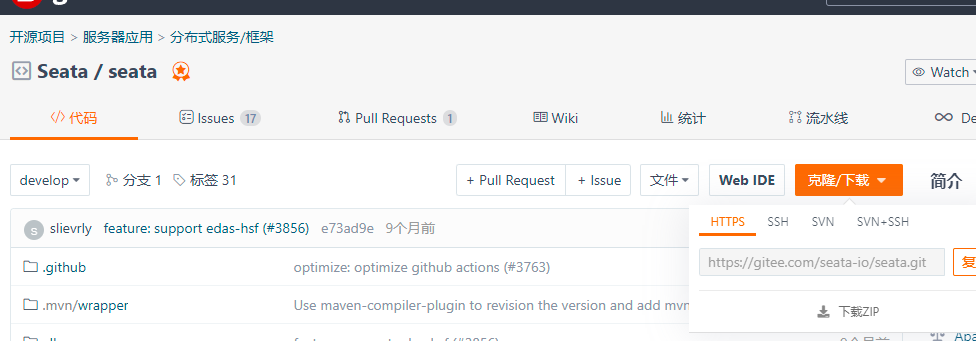 开源项目 > 服务器应用 > 分布式服务/框架
Seata / seata
Watch
代码 Issues 17 Pull Requests 1 Wiki 统计 流水线 De
develop 分支 1 标签 31 + Pull Request + Issue 文件 Web IDE 克隆/下载 简介
HTTPS SSH SVN SVN+SSH
s slievrly feature: support edas-hsf (#3856) e73ad9e 9个月前
https://gitee.com/seata-io/seata.git 复
.github optimize: optimize github actions (#3763)
.mvn/wrapper Use maven-compiler-plugin to revision the version and add mvn
下载ZIP